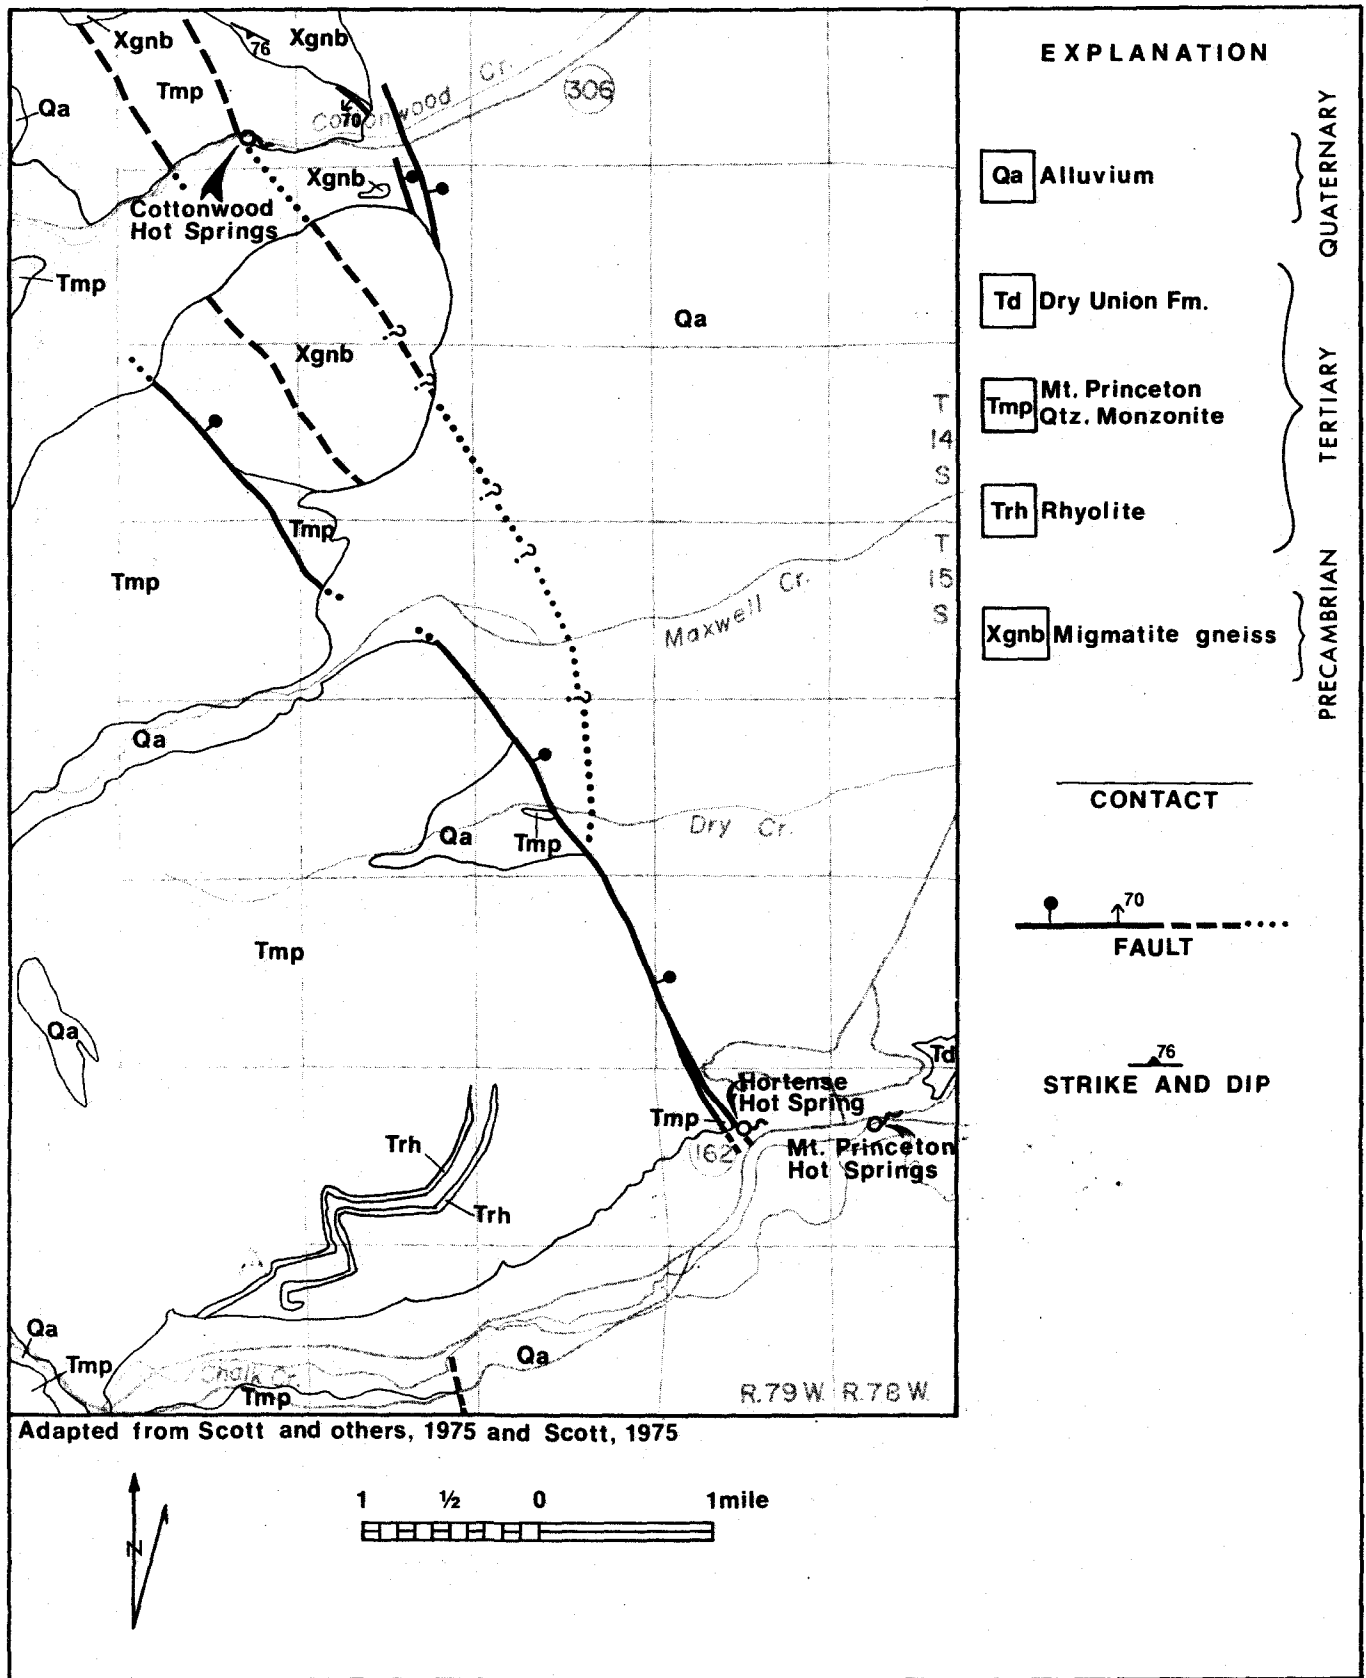 Xgnb
76
Xgnb
Tmp
Qa
70
Cottonwood Cr.
306
Xgnb
Cottonwood
Hot Springs
Tmp
Qa
?
Xgnb
?
T
14
S
?
Tmp
?
T
15
S
Tmp
Cr.
Maxwell
?
Qa
Qa
Tmp
Dry Cr.
Tmp
Qa
Td
Hortense
Hot Spring
Tmp
162
Mt. Princeton
Hot Springs
Trh
Trh
Qa
Tmp
Qa
Chalk Cr.
Tmp
R.79W. R.78W.
Adapted from Scott and others, 1975 and Scott, 1975
N
1 ½ 0 1mile
EXPLANATION
Qa Alluvium
QUATERNARY
Td Dry Union Fm.
Tmp Mt. Princeton
Qtz. Monzonite
TERTIARY
Trh Rhyolite
Xgnb Migmatite gneiss
PRECAMBRIAN
CONTACT
70
FAULT
76
STRIKE AND DIP